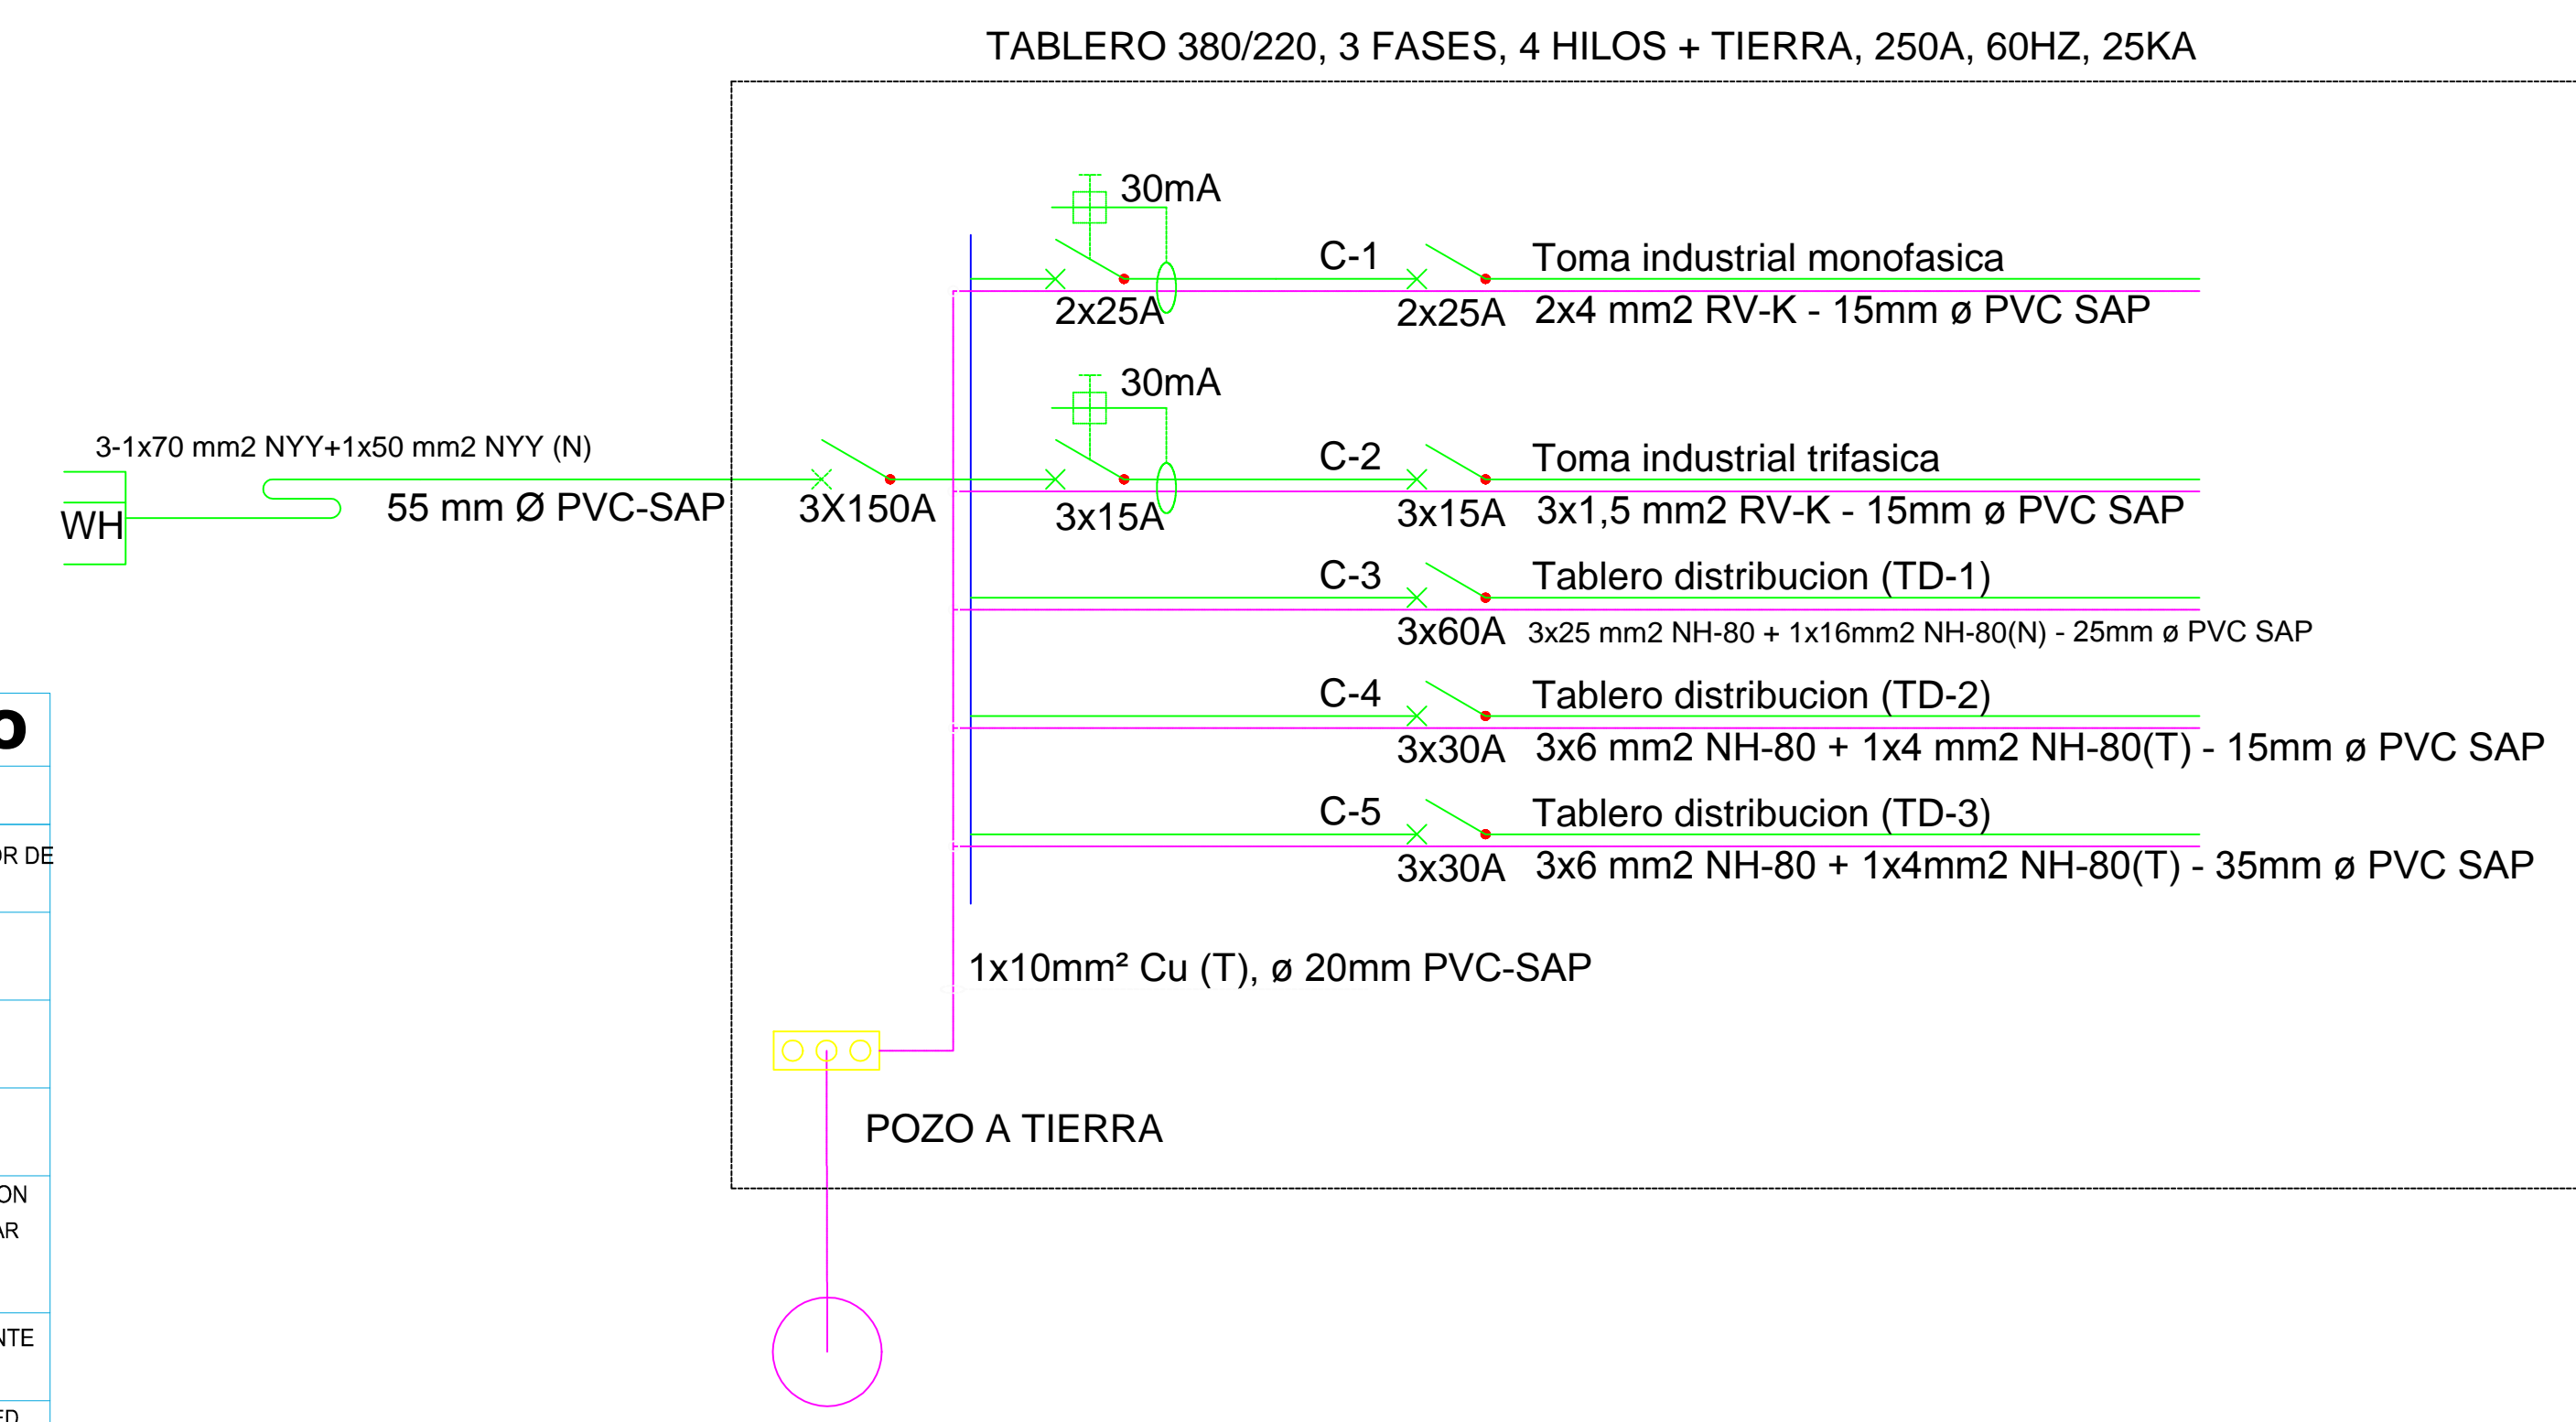 TABLERO 380/220, 3 FASES, 4 HILOS + TIERRA, 250A, 60HZ, 25KA
30mA
C-1
Toma industrial monofasica
2x25A
2x25A
2x4 mm2 RV-K - 15mm ø PVC SAP
30mA
3-1x70 mm2 NYY+1x50 mm2 NYY (N)
C-2
Toma industrial trifasica
WH
55 mm Ø PVC-SAP
3X150A
3x15A
3x15A
3x1,5 mm2 RV-K - 15mm ø PVC SAP
C-3
Tablero distribucion (TD-1)
3x60A
3x25 mm2 NH-80 + 1x16mm2 NH-80(N) - 25mm ø PVC SAP
C-4
Tablero distribucion (TD-2)
3x30A
3x6 mm2 NH-80 + 1x4 mm2 NH-80(T) - 15mm ø PVC SAP
C-5
Tablero distribucion (TD-3)
3x30A
3x6 mm2 NH-80 + 1x4mm2 NH-80(T) - 35mm ø PVC SAP
1x10mm² Cu (T), ø 20mm PVC-SAP
POZO A TIERRA
o
OR DE
ON
AR
NTE